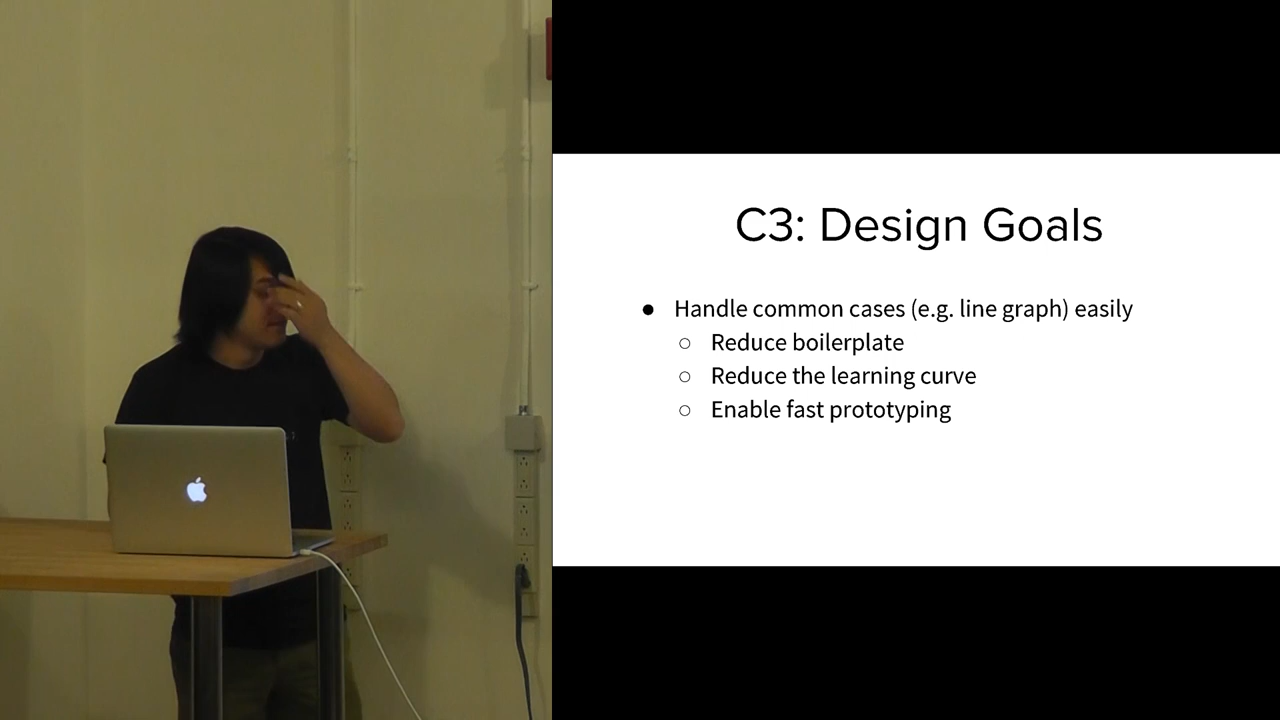 C3: Design Goals
● Handle common cases (e.g. line graph) easily
○ Reduce boilerplate
○ Reduce the learning curve
○ Enable fast prototyping